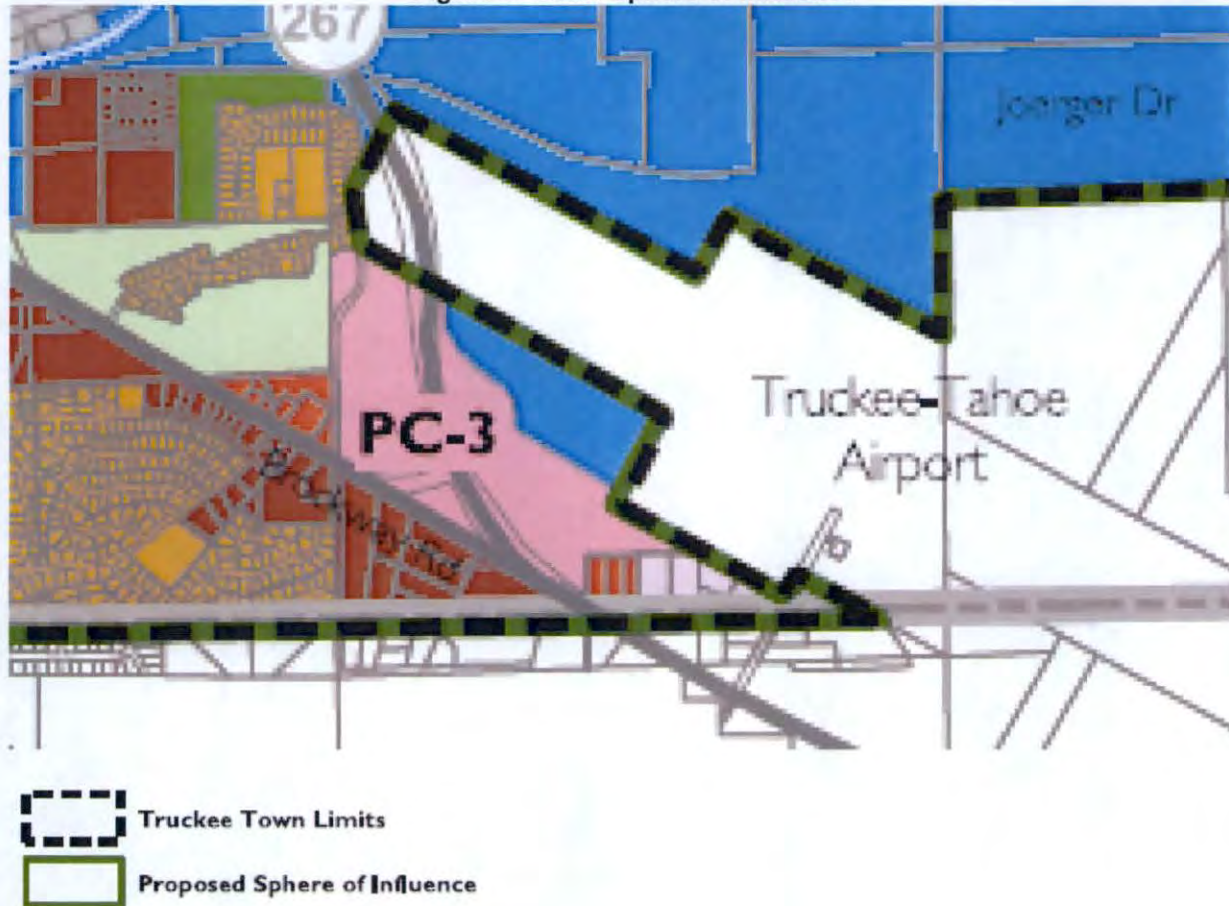 267
Joerger Dr
Truckee-Tahoe
Airport
PC-3
Brockway Rd
Truckee Town Limits
Proposed Sphere of Influence